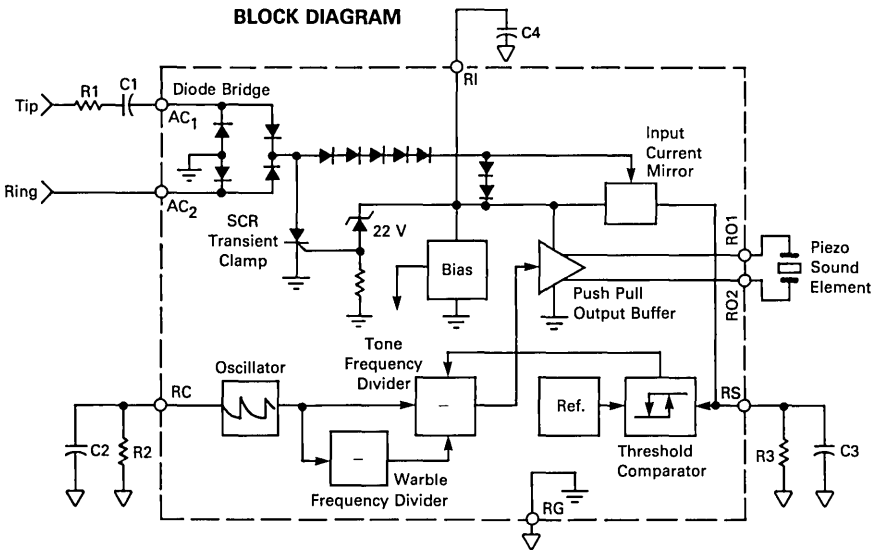 BLOCK DIAGRAM
C4
RI
R1
C1
Diode Bridge
Tip
AC1
Input
Current
Mirror
Ring
AC2
SCR
Transient
Clamp
22 V
Bias
RO1
RO2
Piezo
Sound
Element
Push Pull
Output Buffer
Tone
Frequency
Divider
Oscillator
RC
Ref.
RS
C2
R2
Threshold
Comparator
R3
C3
Warble
Frequency Divider
RG